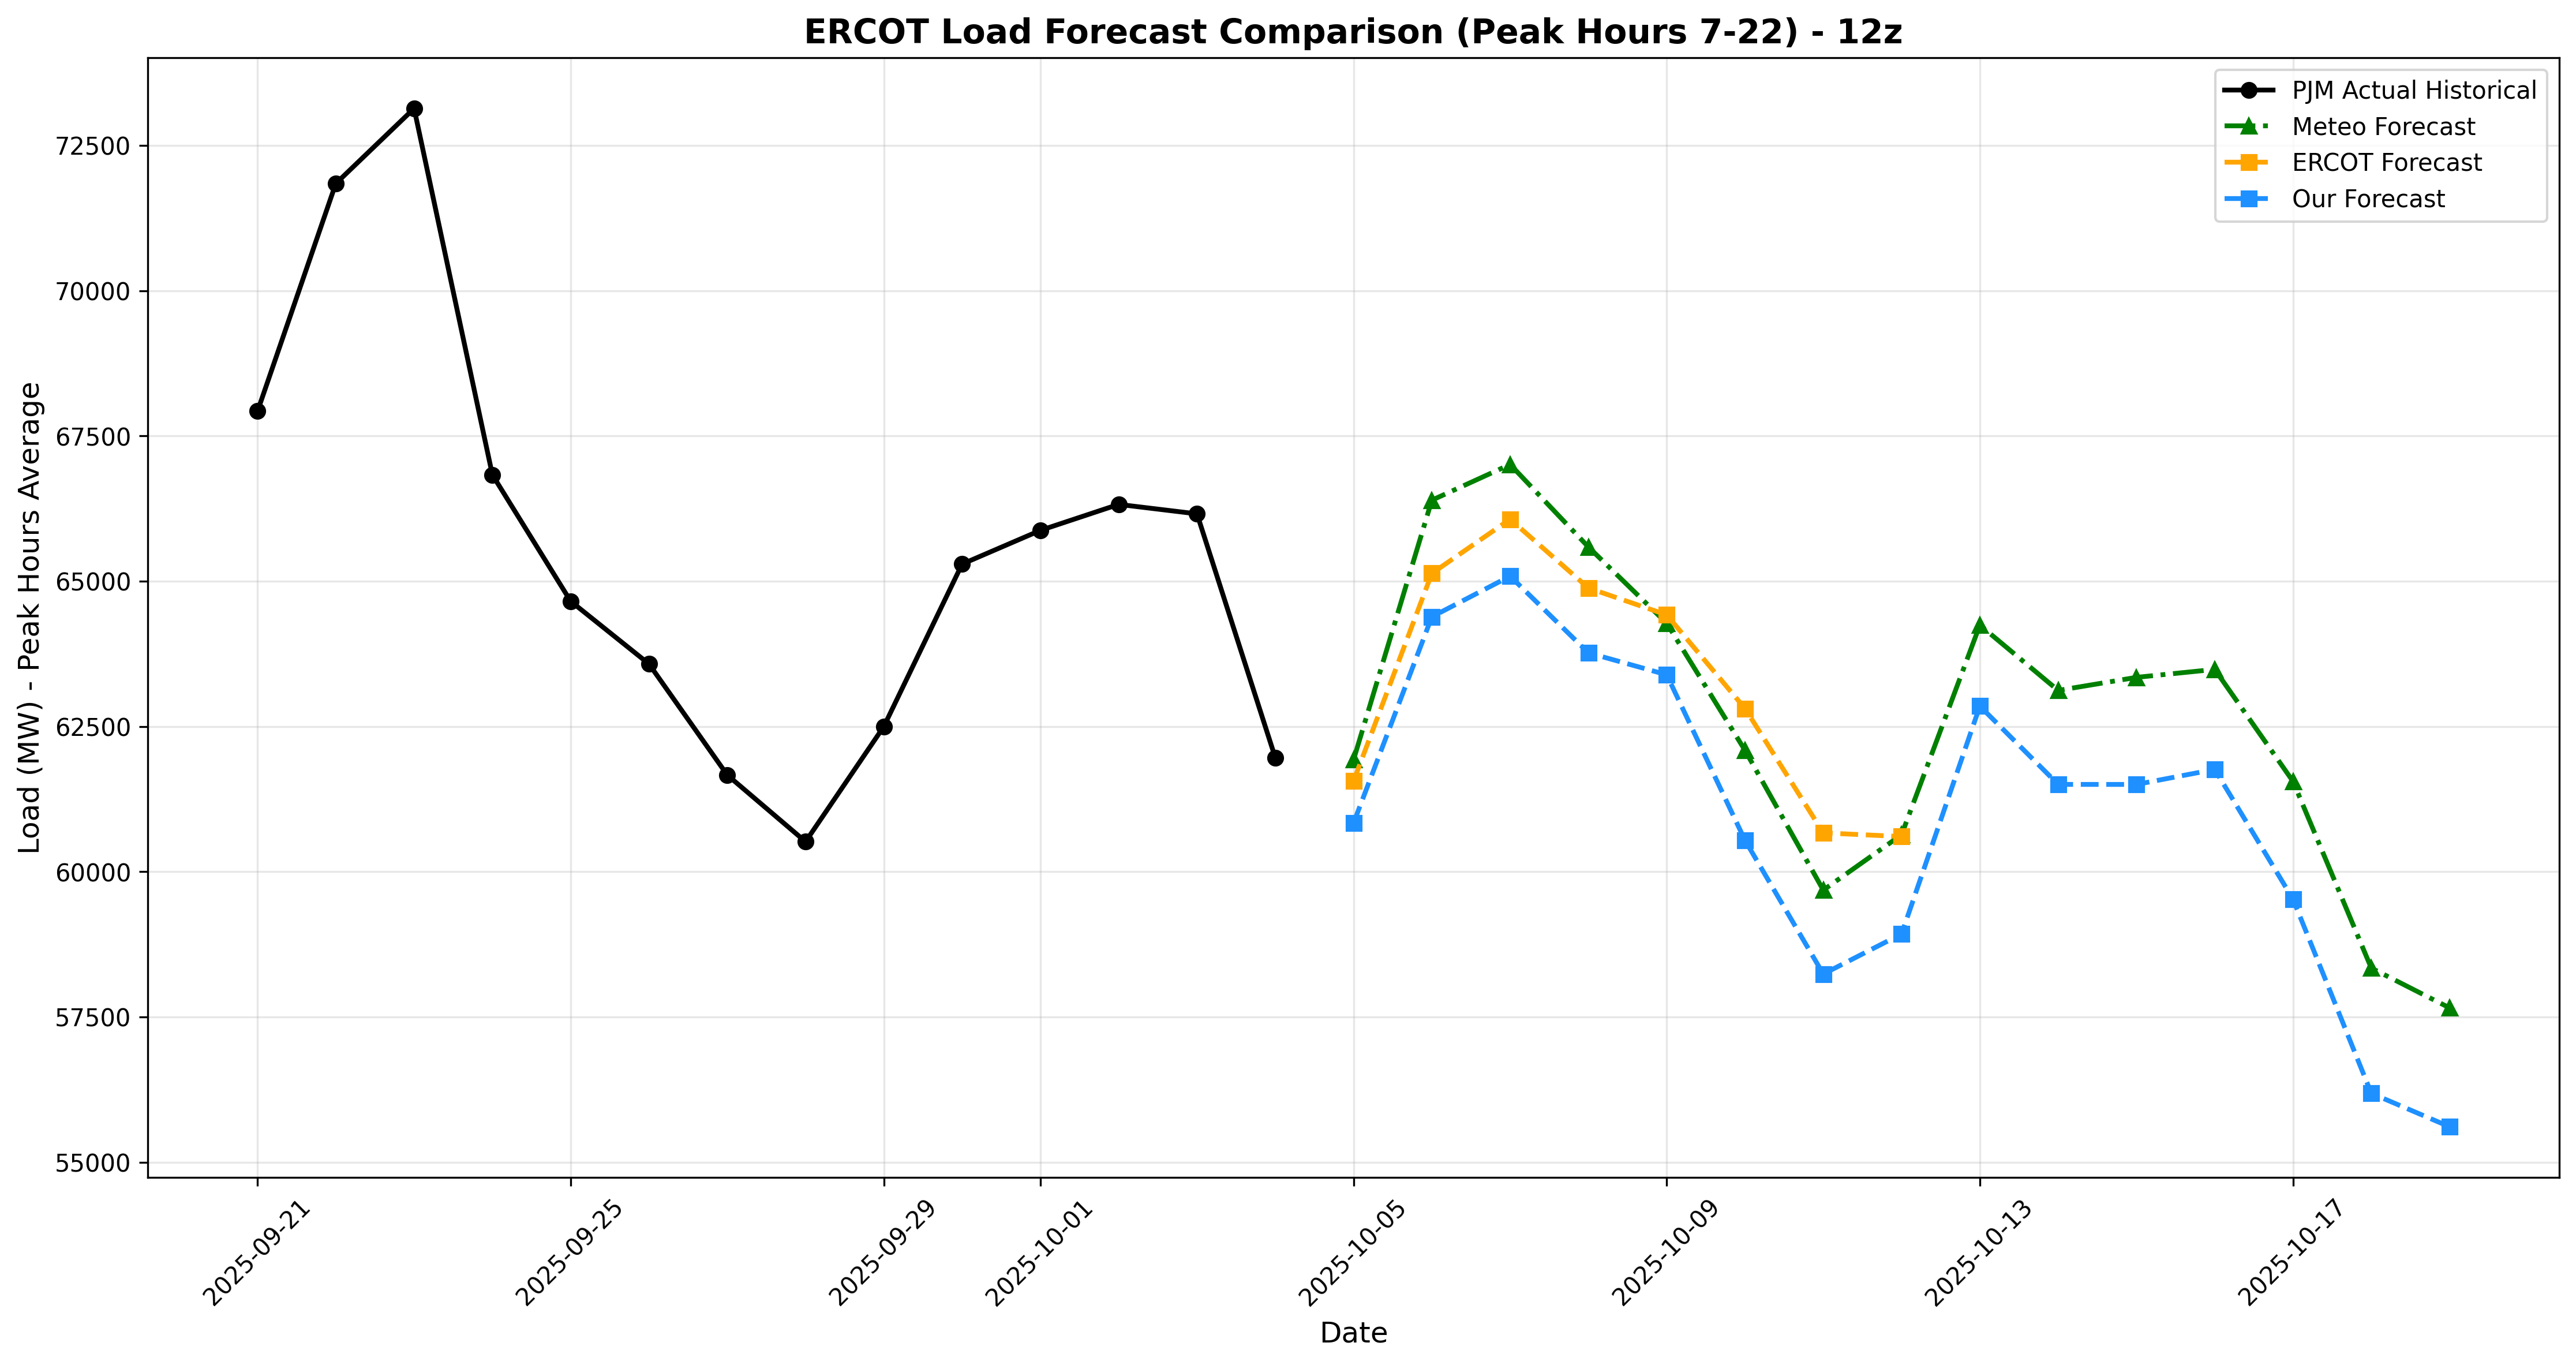 ERCOT Load Forecast Comparison (Peak Hours 7-22) - 12z
PJM Actual Historical
Meteo Forecast
ERCOT Forecast
Our Forecast
Load (MW) - Peak Hours Average
72500
70000
67500
65000
62500
60000
57500
55000
2025-09-21
2025-09-25
2025-09-29
2025-10-01
2025-10-05
2025-10-09
2025-10-13
2025-10-17
Date